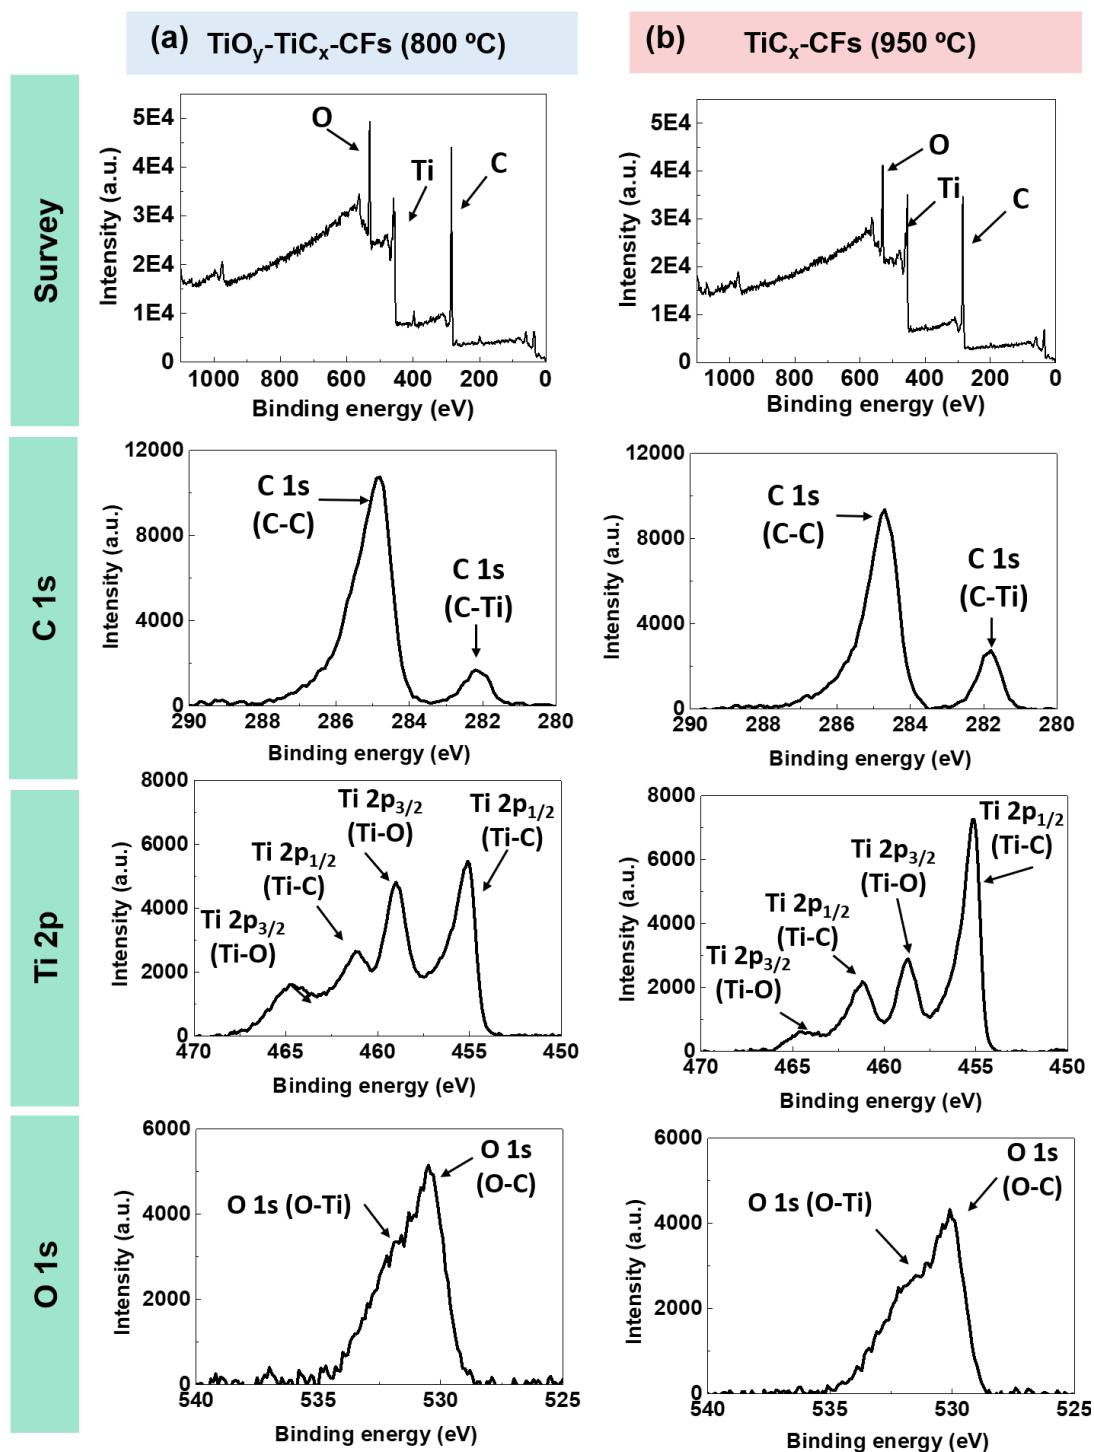 (a) TiOy-TiCx-CFs (800 ºC)
(b) TiCx-CFs (950 ºC)
Survey
Intensity (a.u.)
5E4
4E4
3E4
2E4
1E4
0
O
Ti
C
1000 800 600 400 200 0
Binding energy (eV)
Intensity (a.u.)
5E4
4E4
3E4
2E4
1E4
0
O
Ti
C
1000 800 600 400 200 0
Binding energy (eV)
C 1s
Intensity (a.u.)
12000
8000
4000
0
C 1s
(C-C)
C 1s
(C-Ti)
290 288 286 284 282 280
Binding energy (eV)
Intensity (a.u.)
12000
8000
4000
0
C 1s
(C-C)
C 1s
(C-Ti)
290 288 286 284 282 280
Binding energy (eV)
Ti 2p
Intensity (a.u.)
8000
6000
4000
2000
0
Ti 2p3/2
(Ti-O)
Ti 2p1/2
(Ti-C)
Ti 2p3/2
(Ti-O)
Ti 2p1/2
(Ti-C)
470 465 460 455 450
Binding energy (eV)
Intensity (a.u.)
8000
6000
4000
2000
0
Ti 2p3/2
(Ti-O)
Ti 2p1/2
(Ti-C)
Ti 2p3/2
(Ti-O)
Ti 2p1/2
(Ti-C)
470 465 460 455 450
Binding energy (eV)
O 1s
Intensity (a.u.)
6000
4000
2000
0
O 1s (O-Ti)
O 1s
(O-C)
540 535 530 525
Binding energy (eV)
Intensity (a.u.)
6000
4000
2000
0
O 1s (O-Ti)
O 1s
(O-C)
540 535 530 525
Binding energy (eV)